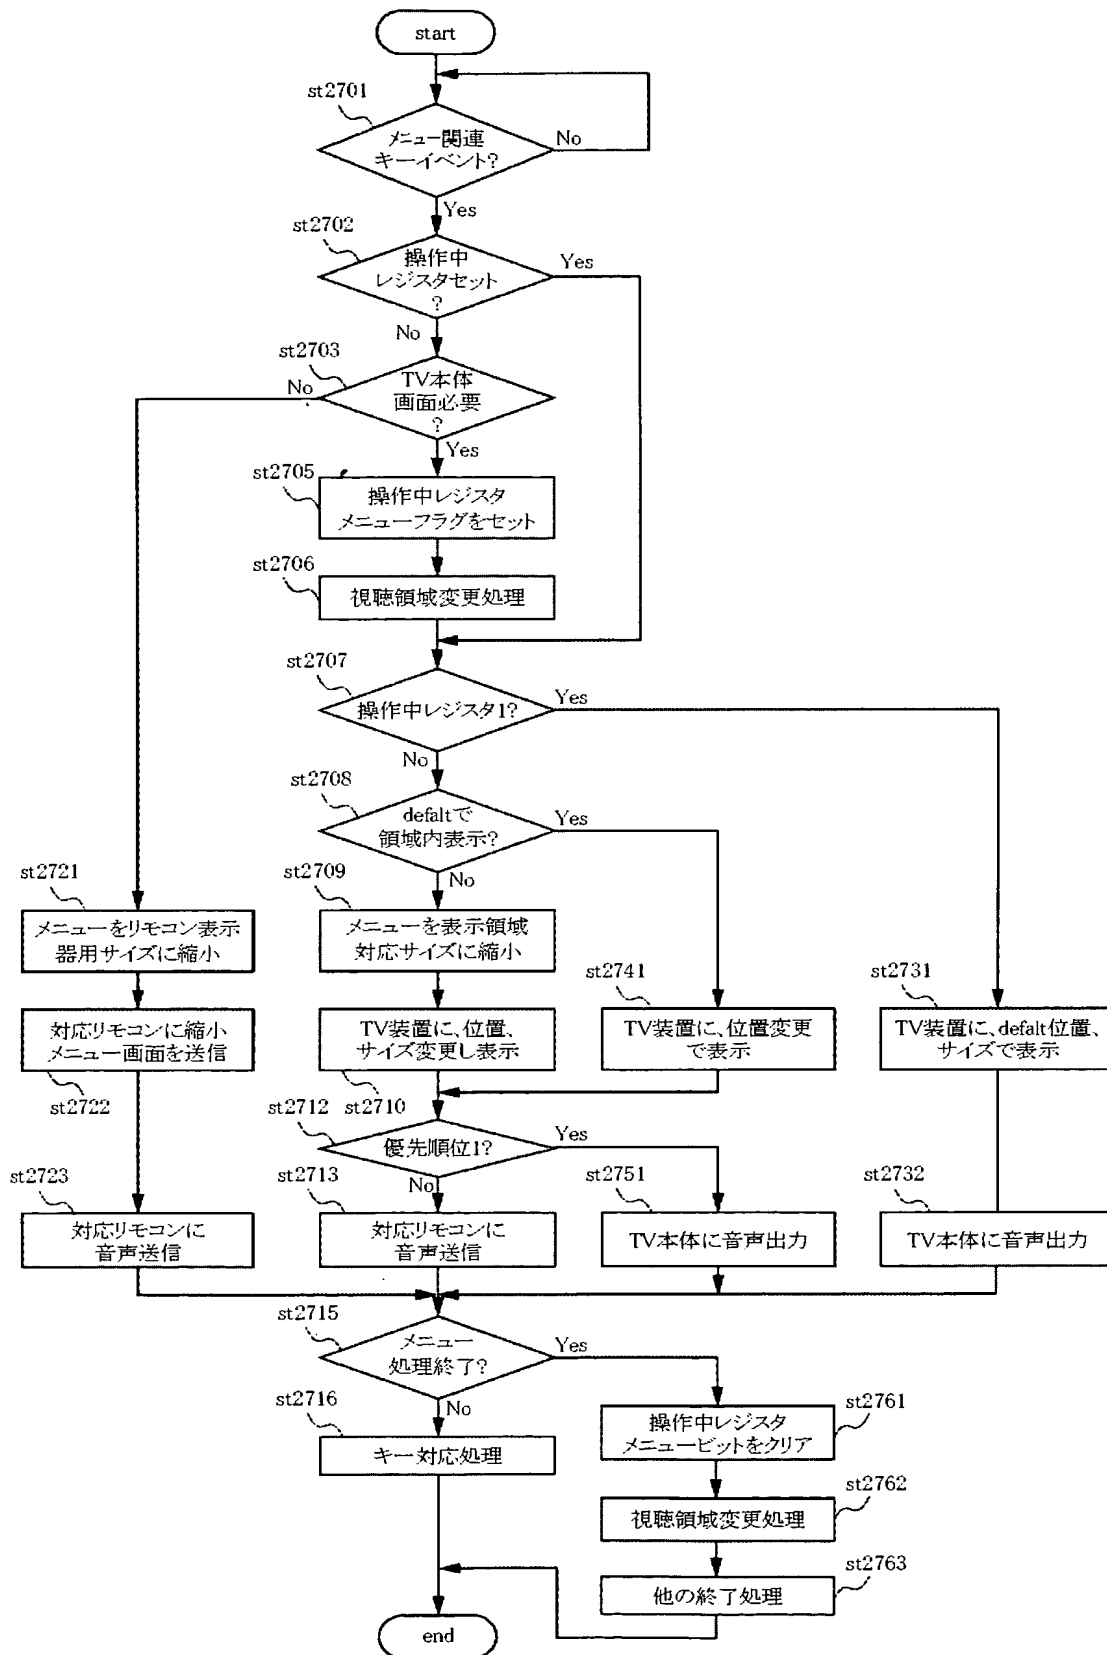 start
st2701
メニュー関連
キーイベント?
No
Yes
st2702
操作中
レジスタセット
?
Yes
No
st2703
TV本体
画面必要
?
No
Yes
st2705
操作中レジスタ
メニューフラグをセット
st2706
視聴領域変更処理
st2707
操作中レジスタ1?
Yes
No
st2708
defaltで
領域内表示?
Yes
No
st2721
メニューをリモコン表示
器用サイズに縮小
st2709
メニューを表示領域
対応サイズに縮小
対応リモコンに縮小
メニュー画面を送信
st2722
TV装置に、位置、
サイズ変更し表示
st2710
st2741
TV装置に、位置変更
で表示
st2731
TV装置に、defalt位置、
サイズで表示
st2712
優先順位1?
Yes
No
st2723
対応リモコンに
音声送信
st2713
対応リモコンに
音声送信
st2751
TV本体に音声出力
st2732
TV本体に音声出力
st2715
メニュー
処理終了?
Yes
No
st2716
キー対応処理
st2761
操作中レジスタ
メニュービットをクリア
st2762
視聴領域変更処理
st2763
他の終了処理
end